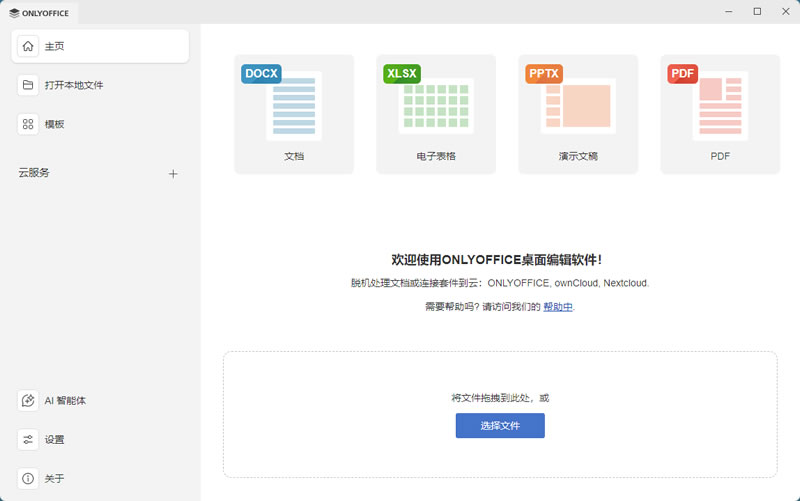 ONLYOFFICE
主页
打开本地文件
模板
云服务
AI 智能体
设置
关于
DOCX
文档
XLSX
电子表格
PPTX
演示文稿
PDF
PDF
欢迎使用ONLYOFFICE桌面编辑软件！
脱机处理文档或连接套件到云：ONLYOFFICE, ownCloud, Nextcloud.
需要帮助吗? 请访问我们的 帮助中.
将文件拖拽到此处，或
选择文件